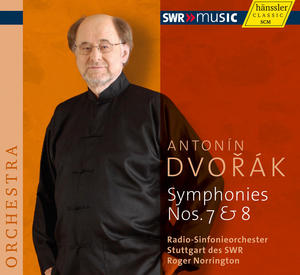 SWR»music
hänssler
CLASSIC
SCM
ORCHESTRA
ANTONÍN
DVOŘÁK
Symphonies
Nos. 7 & 8
Radio-Sinfonieorchester
Stuttgart des SWR
Roger Norrington